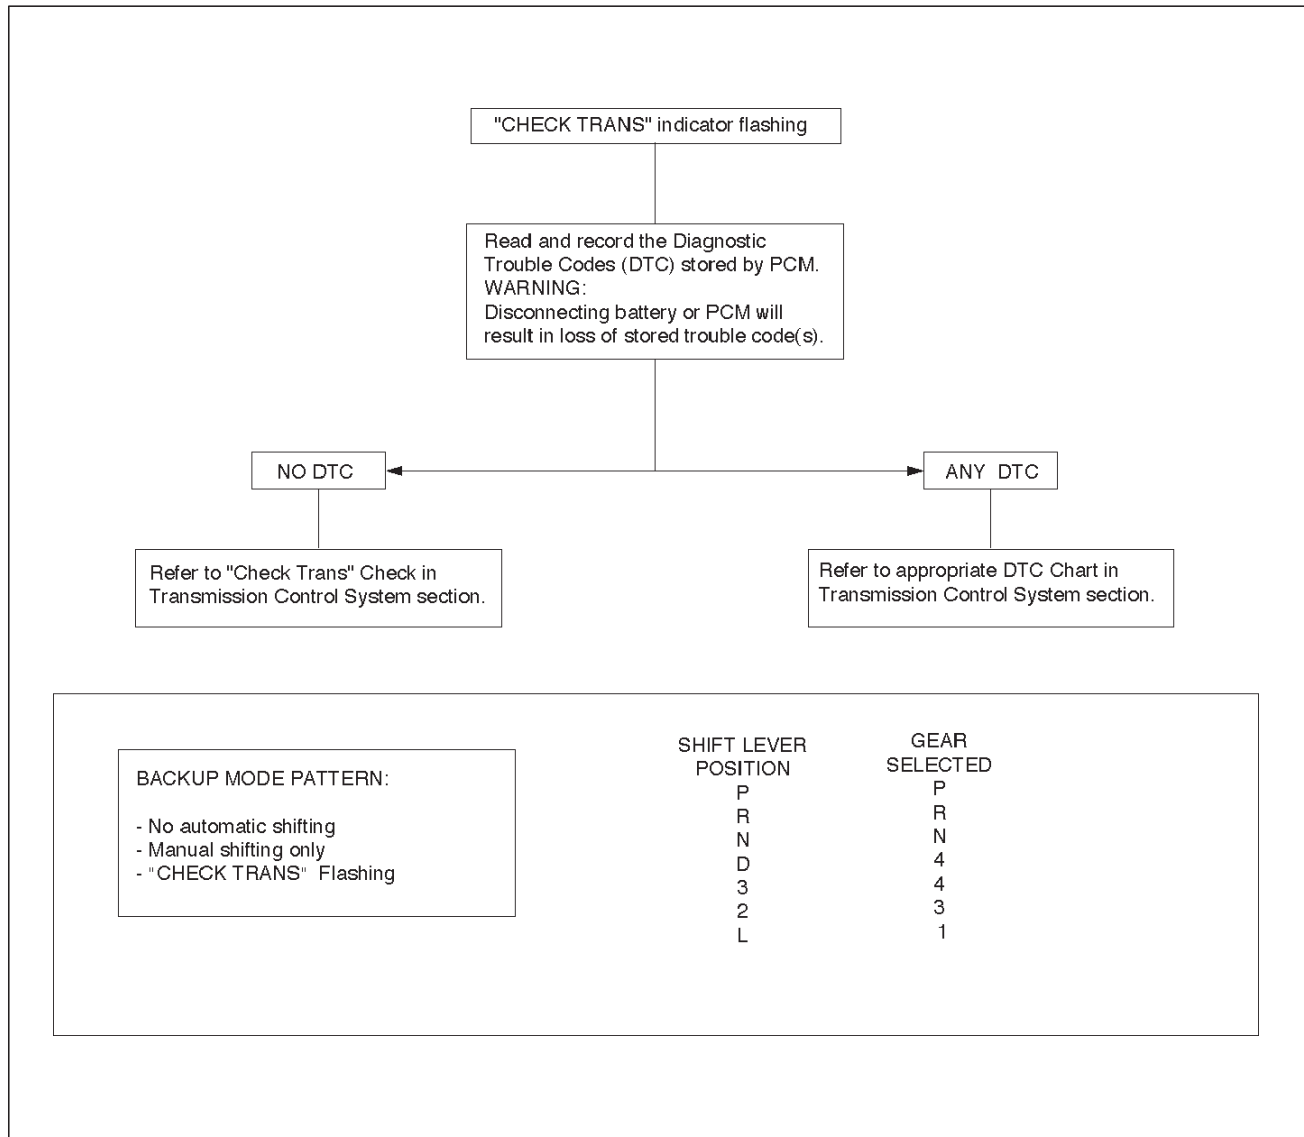 "CHECK TRANS" indicator flashing
Read and record the Diagnostic
Trouble Codes (DTC) stored by PCM.
WARNING:
Disconnecting battery or PCM will
result in loss of stored trouble code(s).
NO DTC
ANY DTC
Refer to "Check Trans" Check in
Transmission Control System section.
Refer to appropriate DTC Chart in
Transmission Control System section.
BACKUP MODE PATTERN:
- No automatic shifting
- Manual shifting only
- "CHECK TRANS" Flashing
SHIFT LEVER GEAR
POSITION SELECTED
P P
R R
N N
D 4
3 4
2 3
L 1